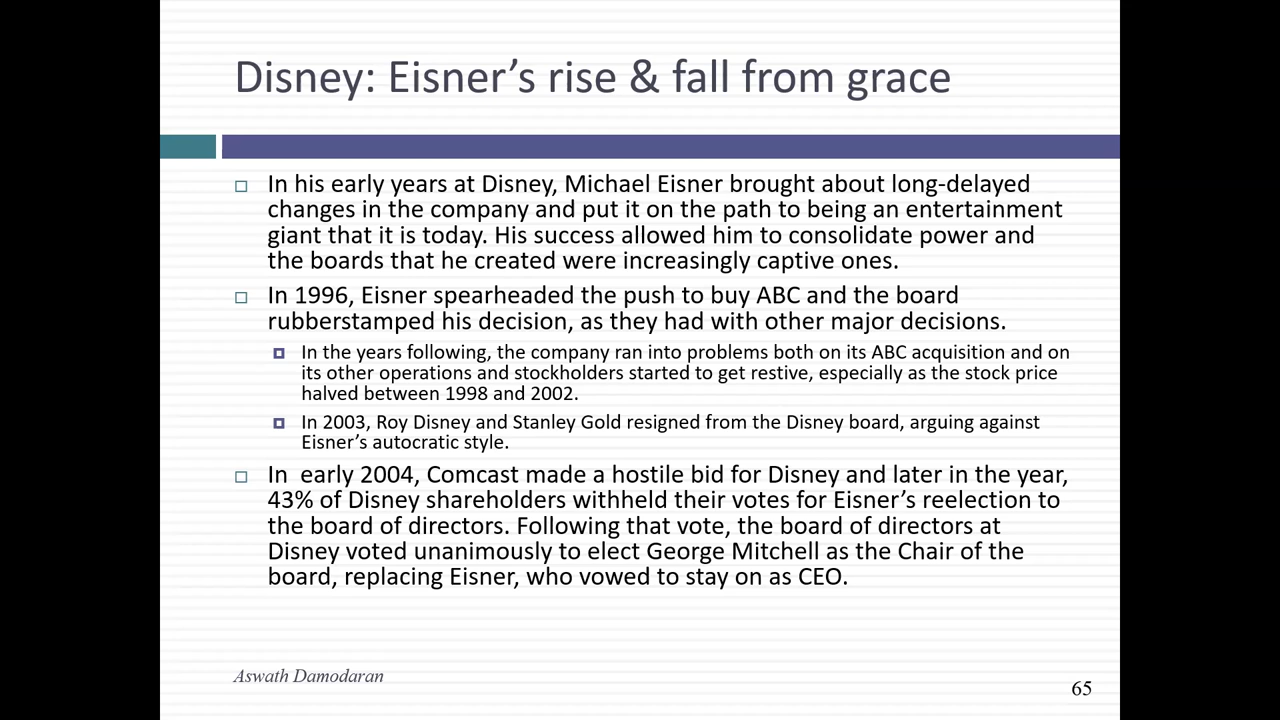 Disney: Eisner’s rise & fall from grace
In his early years at Disney, Michael Eisner brought about long-delayed
changes in the company and put it on the path to being an entertainment
giant that it is today. His success allowed him to consolidate power and
the boards that he created were increasingly captive ones.
In 1996, Eisner spearheaded the push to buy ABC and the board
rubberstamped his decision, as they had with other major decisions.
In the years following, the company ran into problems both on its ABC acquisition and on
its other operations and stockholders started to get restive, especially as the stock price
halved between 1998 and 2002.
In 2003, Roy Disney and Stanley Gold resigned from the Disney board, arguing against
Eisner’s autocratic style.
In  early 2004, Comcast made a hostile bid for Disney and later in the year,
43% of Disney shareholders withheld their votes for Eisner’s reelection to
the board of directors. Following that vote, the board of directors at
Disney voted unanimously to elect George Mitchell as the Chair of the
board, replacing Eisner, who vowed to stay on as CEO.
Aswath Damodaran
65